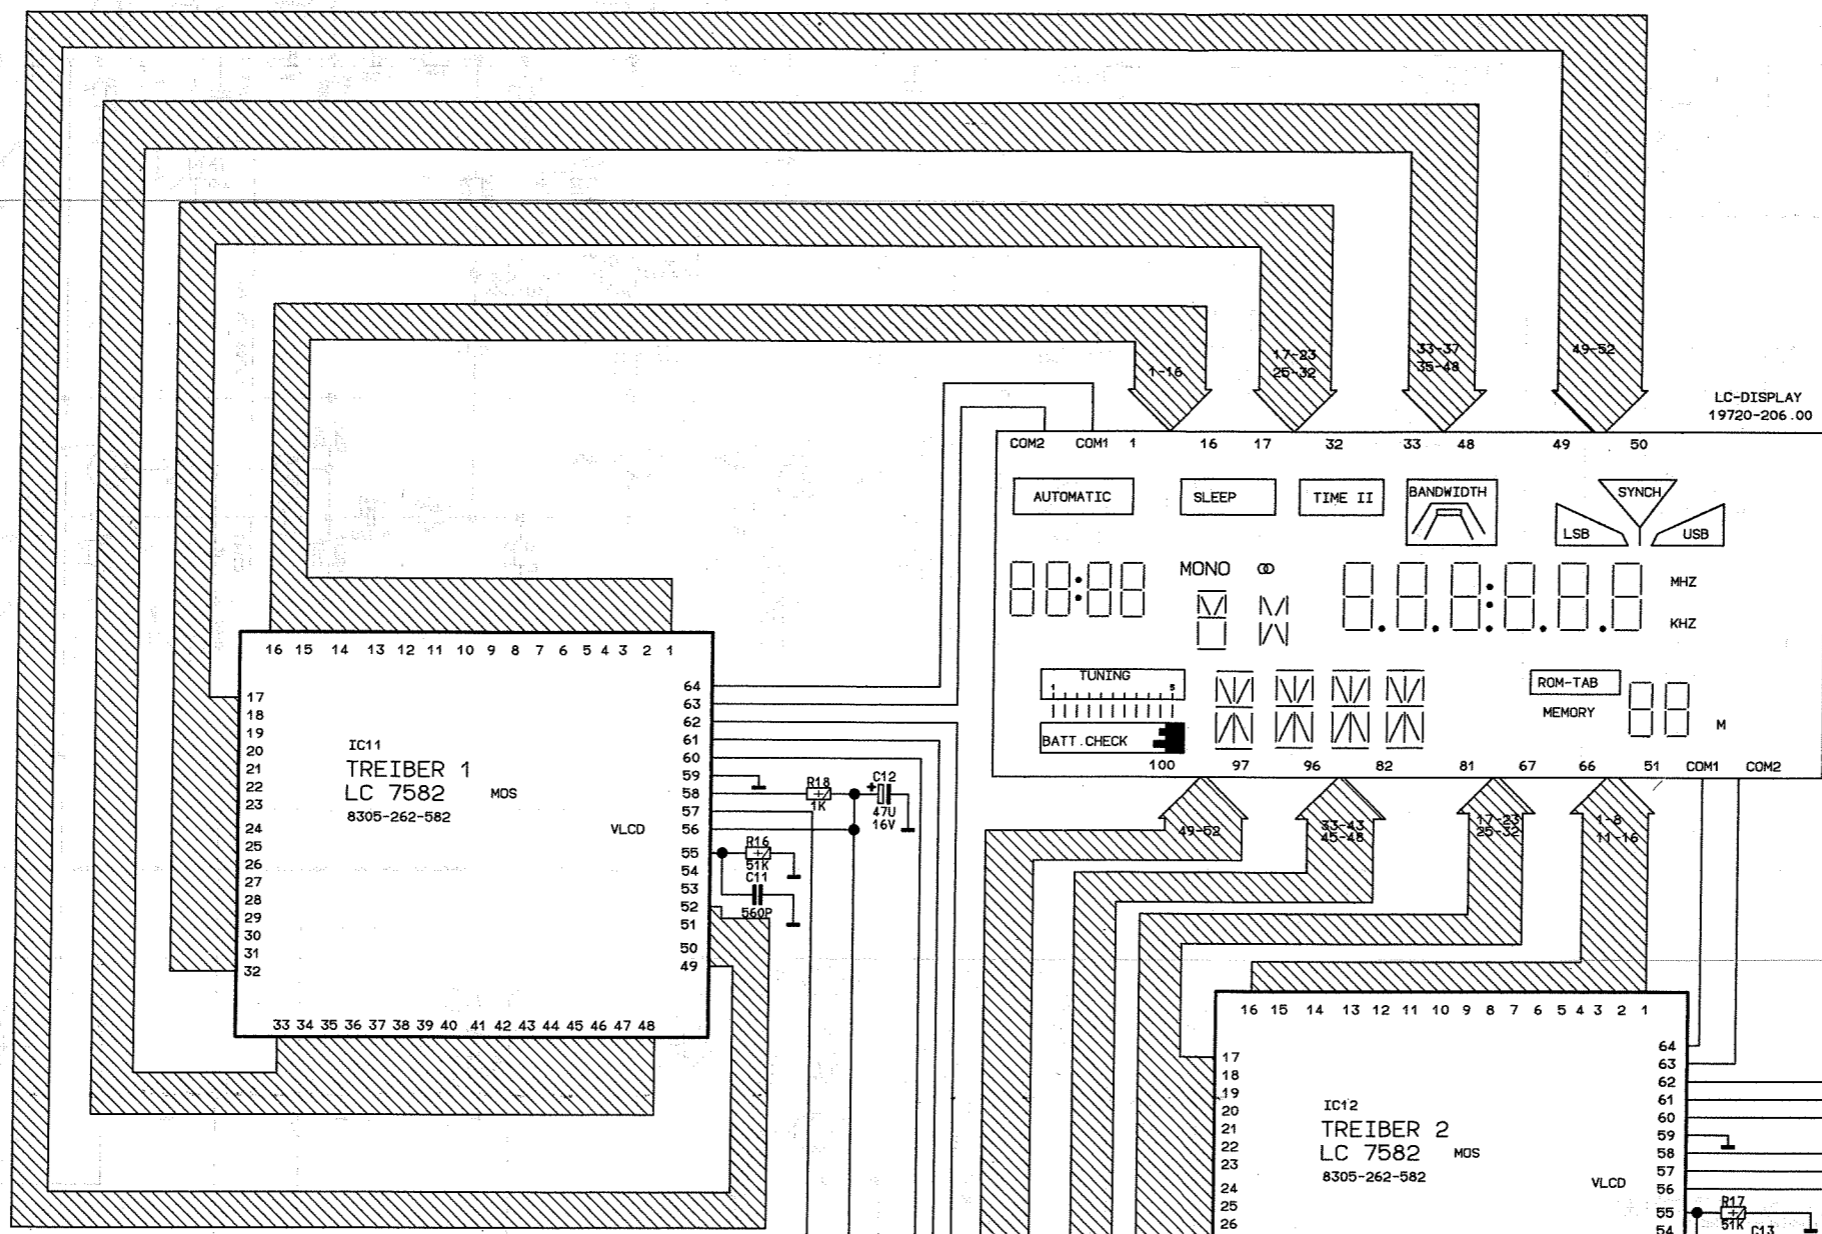 17-23
25-32
33-37
35-48
49-52
1-16
LC-DISPLAY
19720-206.00
COM2 COM1 1 16 17 32 33 48 49 50
AUTOMATIC SLEEP TIME II BANDWIDTH SYNCH
LSB USB
MONO
MHZ
KHZ
TUNING
1 5
ROM-TAB
MEMORY
M
BATT.CHECK
100 97 96 82 81 67 66 51 COM1 COM2
49-52
33-43
45-48
17-23
25-32
1-8
11-16
16 15 14 13 12 11 10 9 8 7 6 5 4 3 2 1
64
63
62
61
60
59
58
57
56
55
54
53
52
51
50
49
17
18
19
20
21
22
23
24
25
26
27
28
29
30
31
32
IC11
TREIBER 1
LC 7582 MOS
8305-262-582
VLCD
33 34 35 36 37 38 39 40 41 42 43 44 45 46 47 48
R18
1K
C12
+
47U
16V
R16
51K
C11
560P
16 15 14 13 12 11 10 9 8 7 6 5 4 3 2 1
64
63
62
61
60
59
58
57
56
55
54
17
18
19
20
21
22
23
24
25
26
IC12
TREIBER 2
LC 7582 MOS
8305-262-582
VLCD
R17
51K
C13